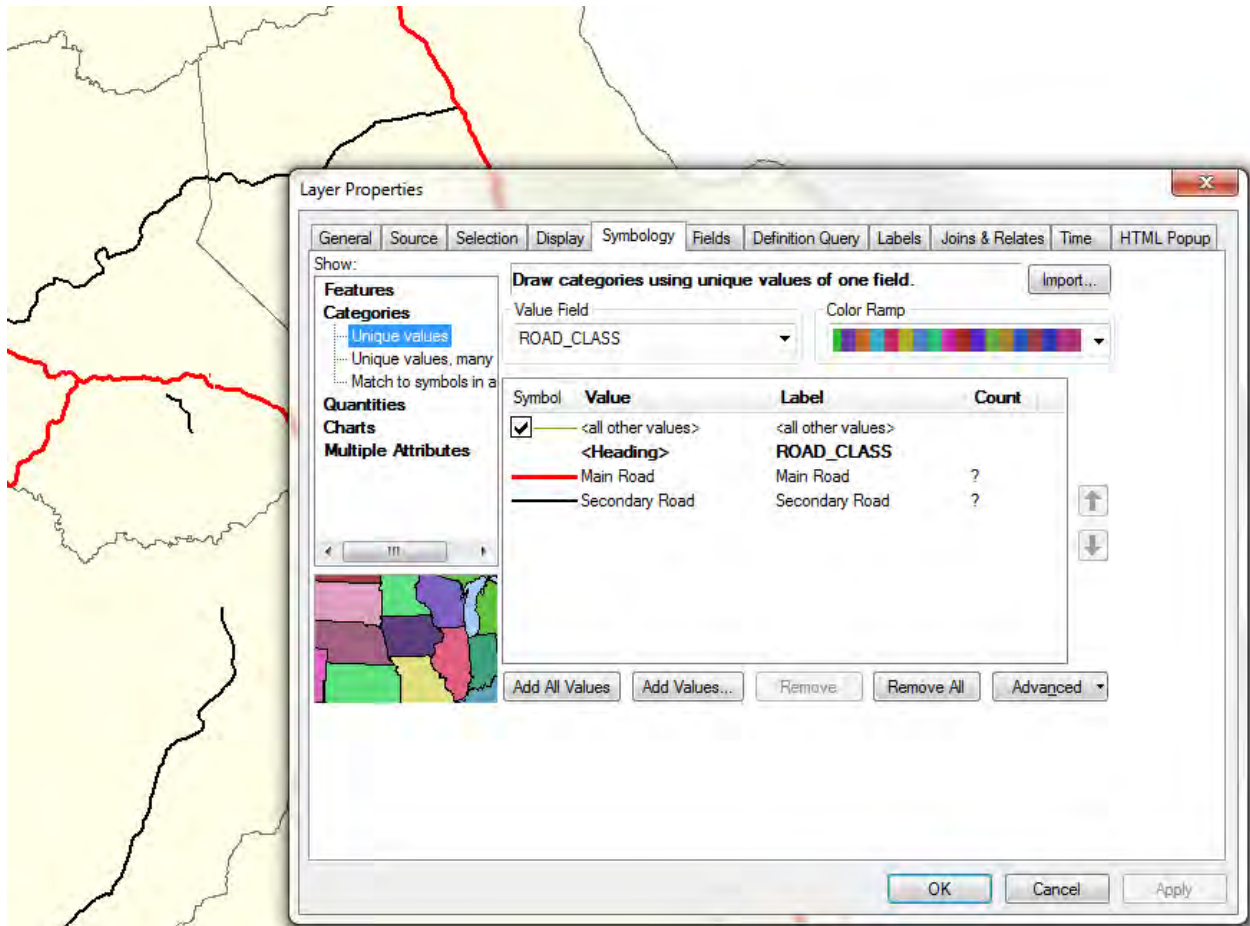 Layer Properties
General Source Selection Display Symbology Fields Definition Query Labels Joins & Relates Time HTML Popup
Show:
Features
Categories
Unique values
Unique values, many
Match to symbols in a
Quantities
Charts
Multiple Attributes
Draw categories using unique values of one field.
Import...
Value Field
Color Ramp
ROAD_CLASS
Symbol Value Label Count
<all other values> <all other values>
<Heading> ROAD_CLASS
Main Road Main Road ?
Secondary Road Secondary Road ?
Add All Values Add Values... Remove Remove All Advanced
OK Cancel Apply